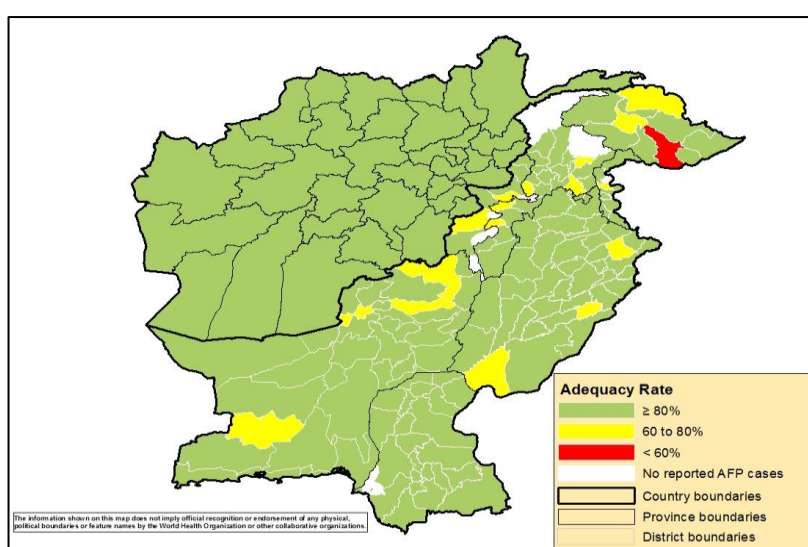 Adequacy Rate
≥ 80%
60 to 80%
< 60%
No reported AFP cases
Country boundaries
Province boundaries
District boundaries
The information shown on this map does not imply official recognition or endorsement of any physical,
political boundaries or feature names by the World Health Organization or other collaborative organizations.